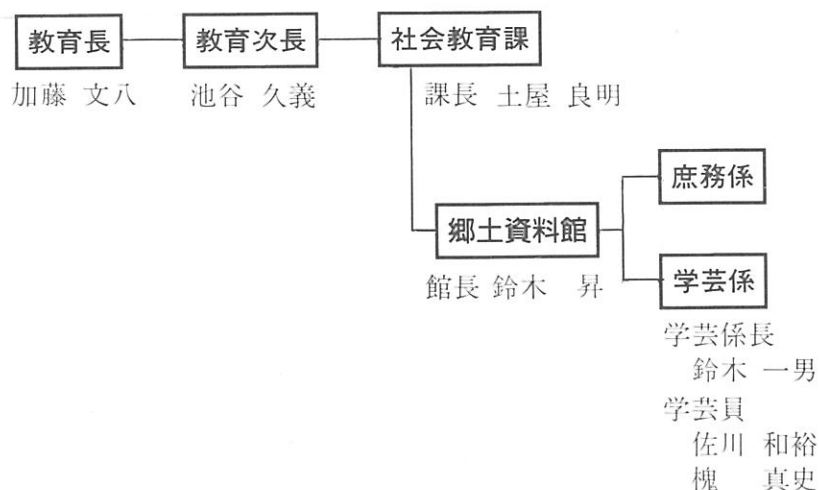 教育長 教育次長 社会教育課
加藤 文八 池谷 久義 課長 土屋 良明
庶務係
郷土資料館
館長 鈴木 昇
学芸係
学芸係長
鈴木 一男
学芸員
佐川 和裕
槐 真史